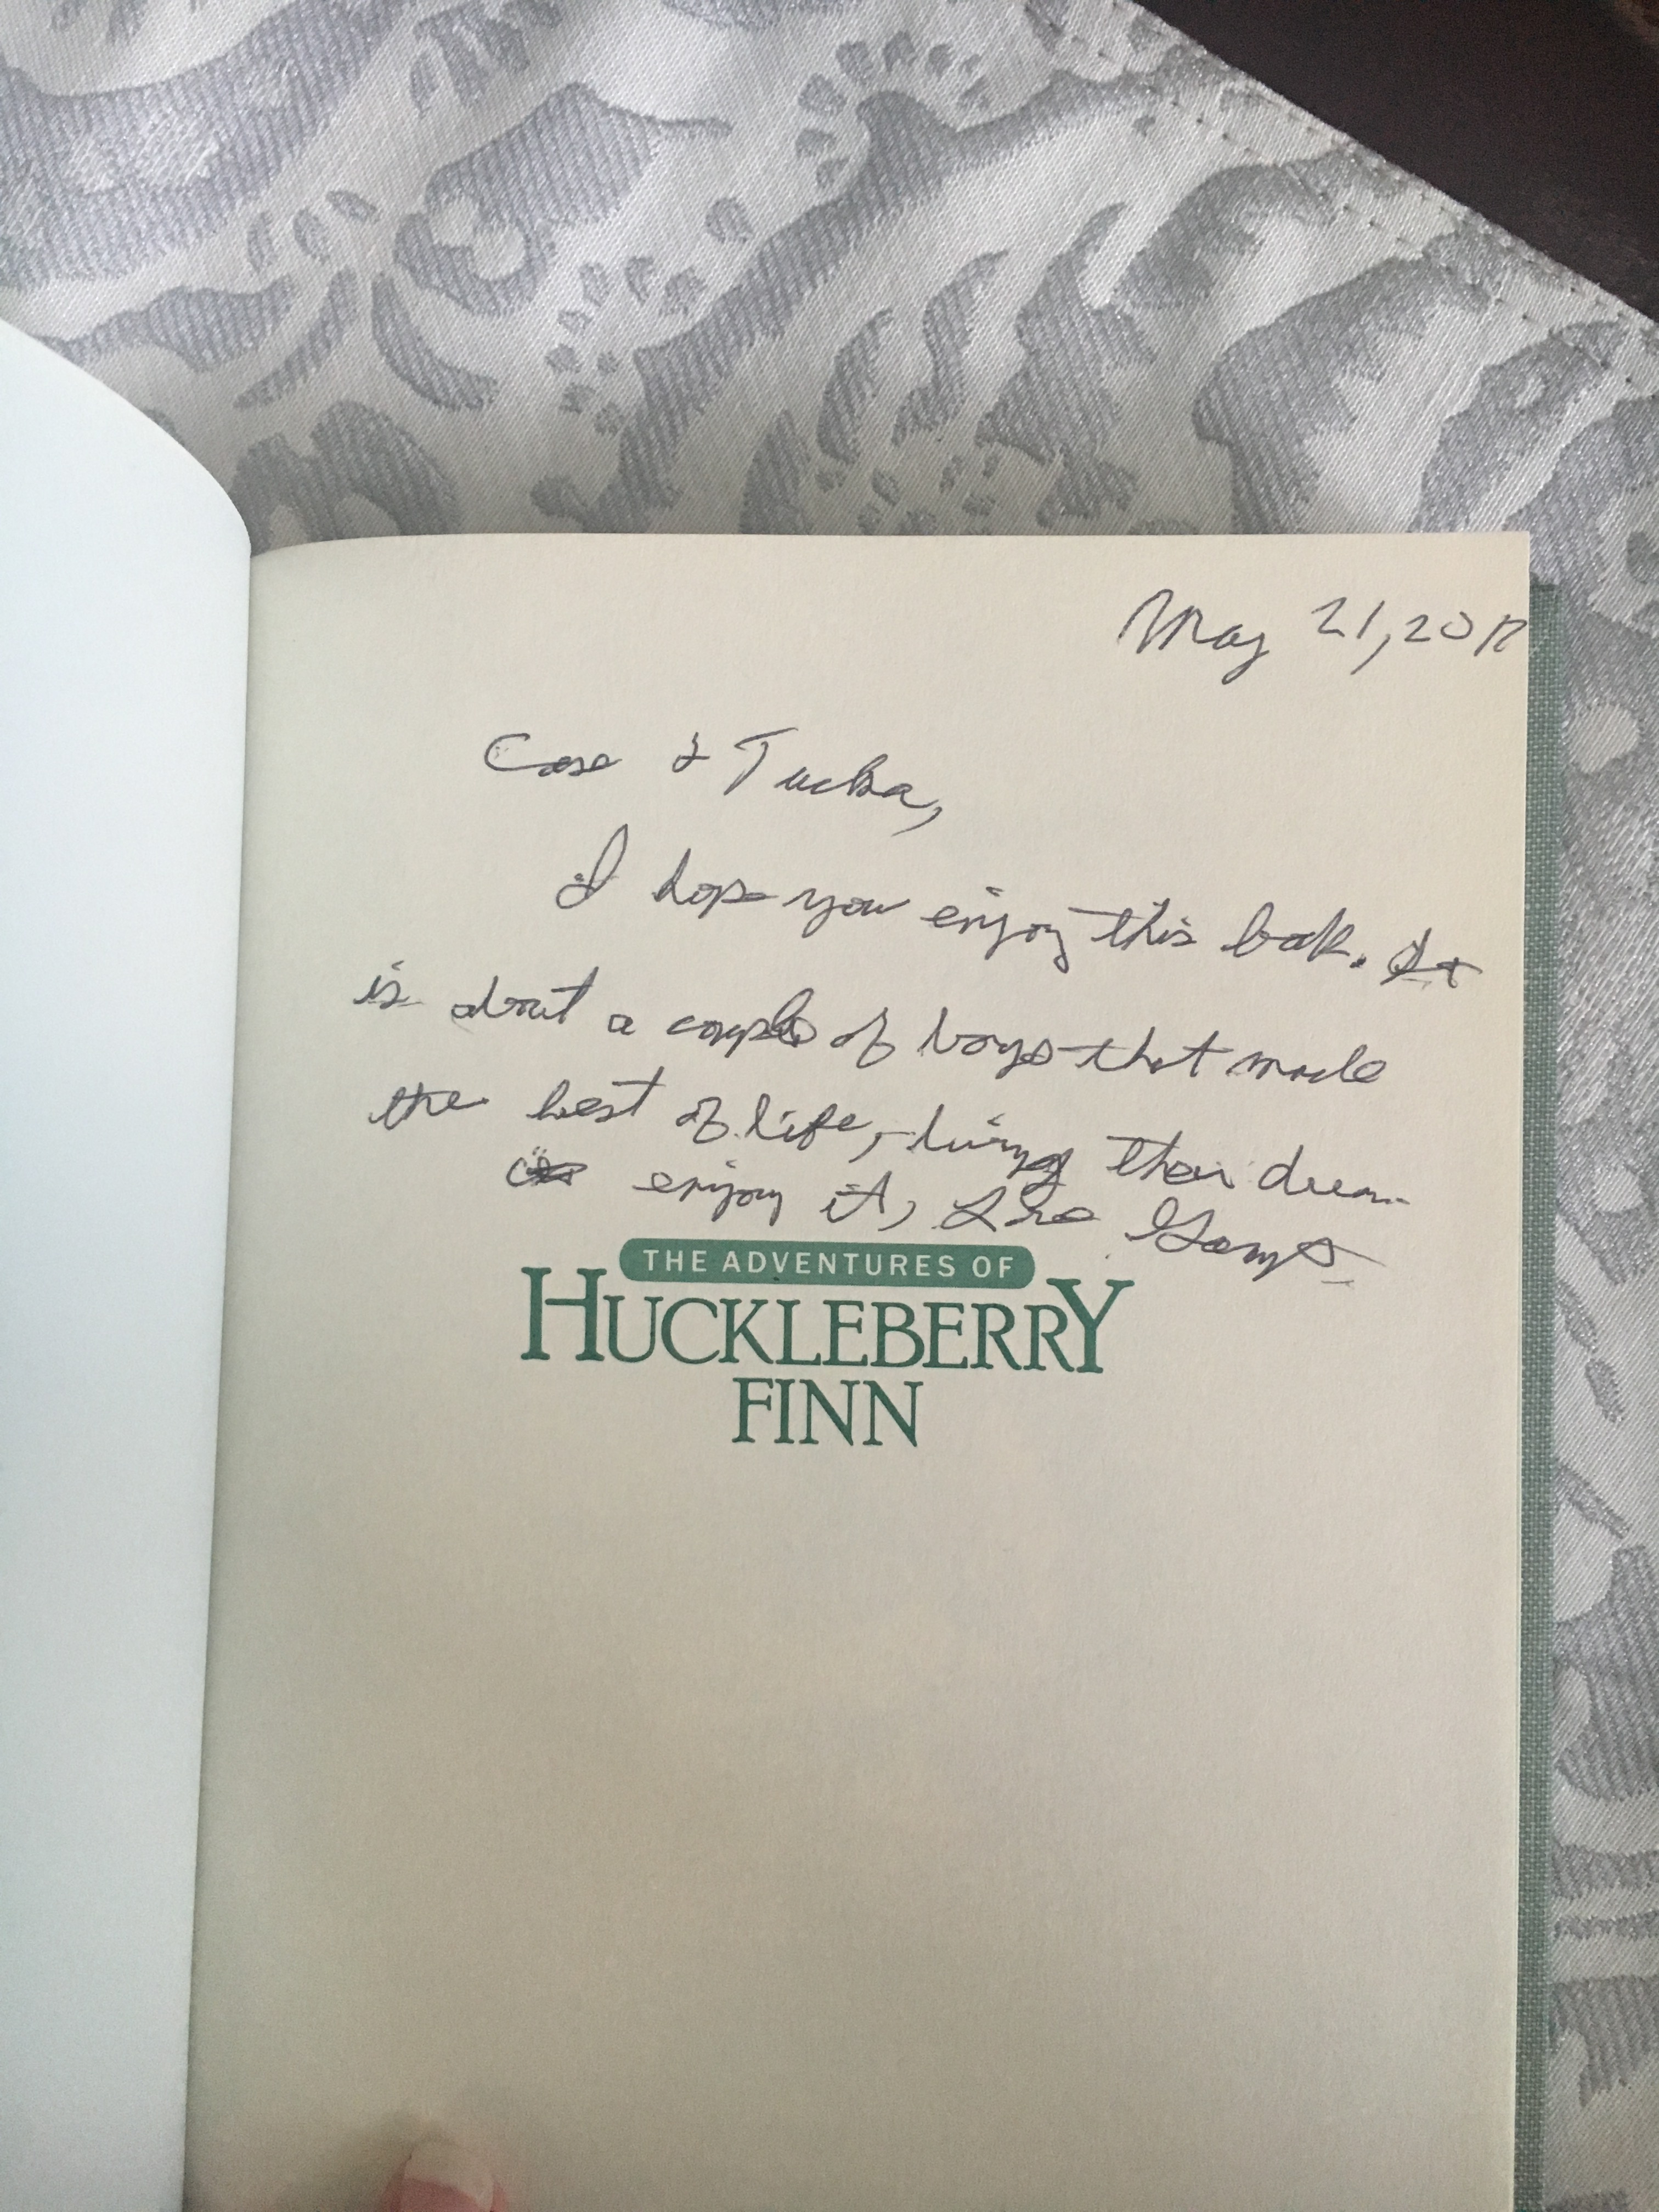 May 21, 2017
Case & Tucker,
I hope you enjoy this book. It
is about a couple of boys that made
the best of life, living their dream
enjoy it, Love
THE ADVENTURES OF
HUCKLEBERRY
FINN